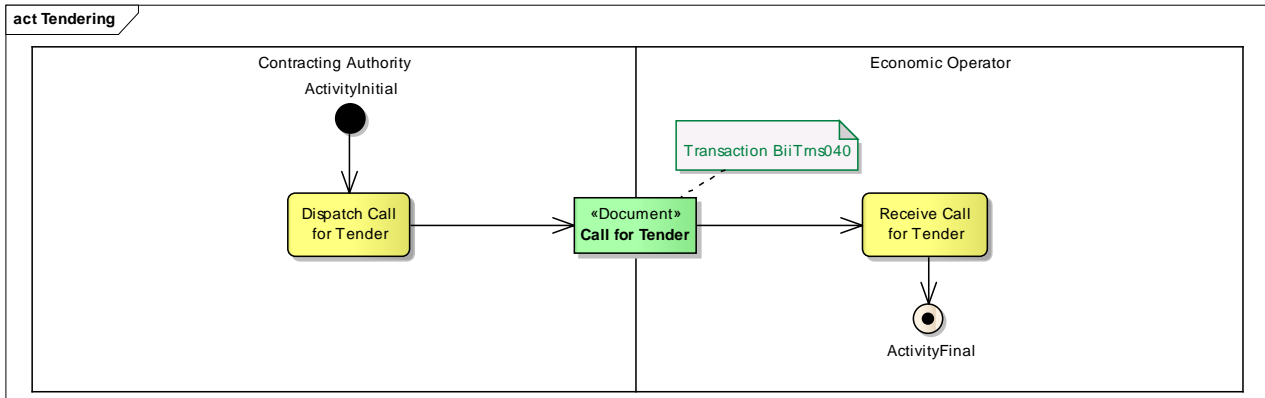 act Tendering
Contracting Authority
Economic Operator
ActivityInitial
Transaction BiiTrns040
Dispatch Call
for Tender
«Document»
Call for Tender
Receive Call
for Tender
ActivityFinal